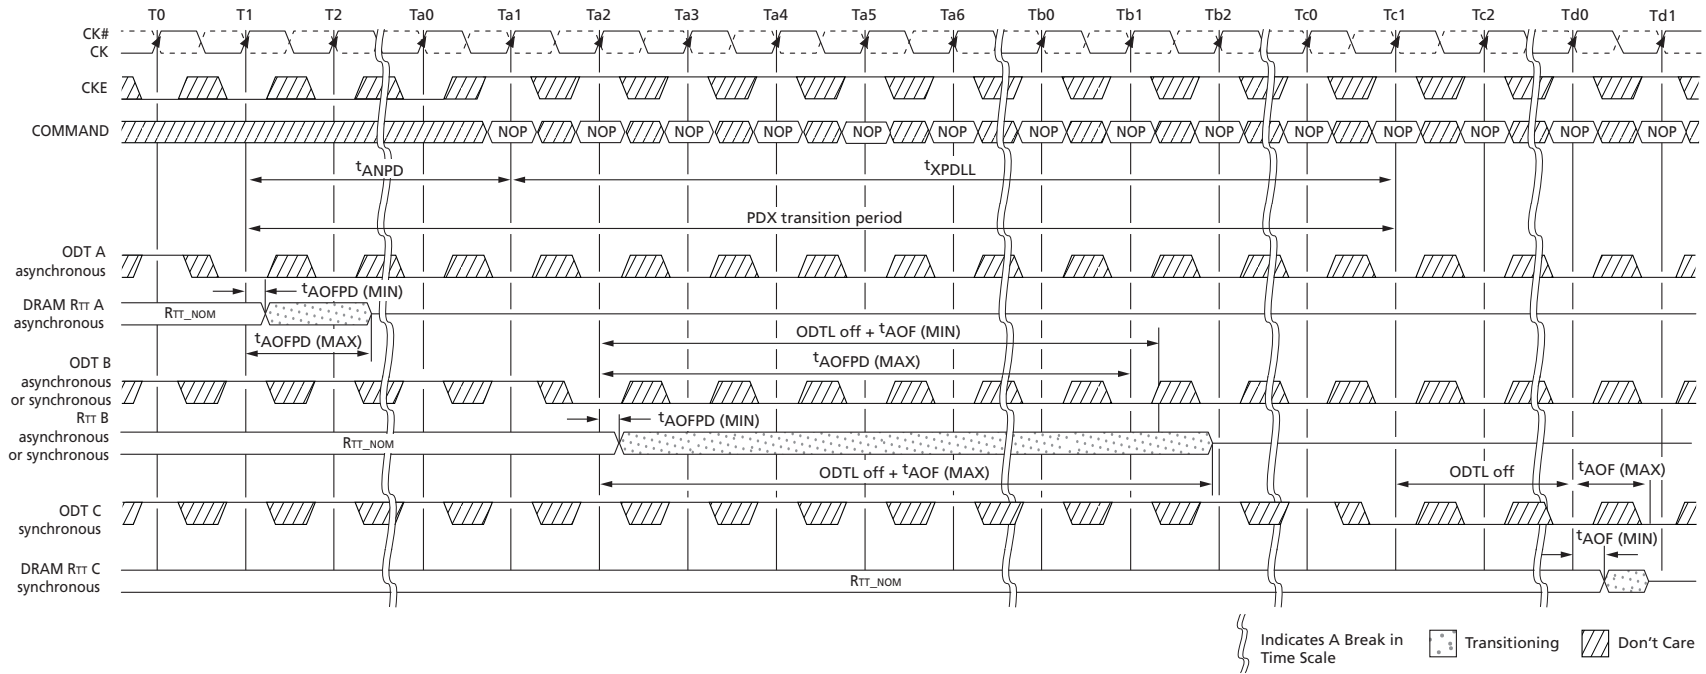 T0 T1 T2 Ta0 Ta1 Ta2 Ta3 Ta4 Ta5 Ta6 Tb0 Tb1 Tb2 Tc0 Tc1 Tc2 Td0 Td1
CK#
CK
CKE
COMMAND NOP NOP NOP NOP NOP NOP NOP NOP NOP NOP NOP NOP NOP NOP
tANPD tXPDLL
PDX transition period
ODT A
asynchronous
tAOFPD (MIN)
DRAM RTT A
asynchronous
RTT_NOM
ODTL off + tAOF (MIN)
tAOFPD (MAX)
tAOFPD (MAX)
ODT B
asynchronous
or synchronous
tAOFPD (MIN)
RTT B
asynchronous
or synchronous
RTT_NOM
ODTL off + tAOF (MAX) ODTL off tAOF (MAX)
ODT C
synchronous
tAOF (MIN)
DRAM RTT C
synchronous
RTT_NOM
Indicates A Break in
Time Scale
Transitioning
Don't Care